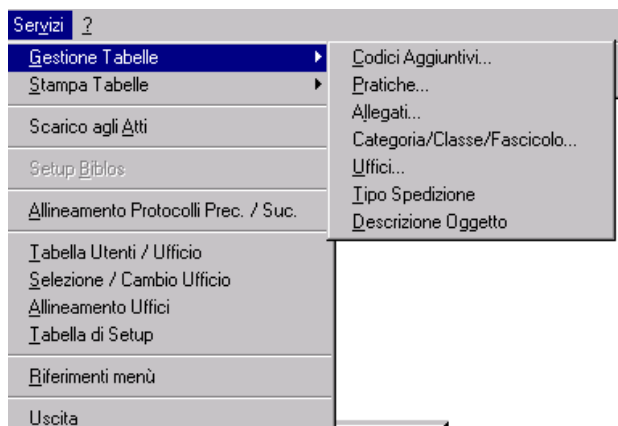 Servizi ?
Gestione Tabelle
Stampa Tabelle
Scarico agli Atti
Setup Biblos
Allineamento Protocolli Prec. / Suc.
Tabella Utenti / Ufficio
Selezione / Cambio Ufficio
Allineamento Uffici
Tabella di Setup
Riferimenti menù
Uscita
Codici Aggiuntivi...
Pratiche...
Allegati...
Categoria/Classe/Fascicolo...
Uffici...
Tipo Spedizione
Descrizione Oggetto